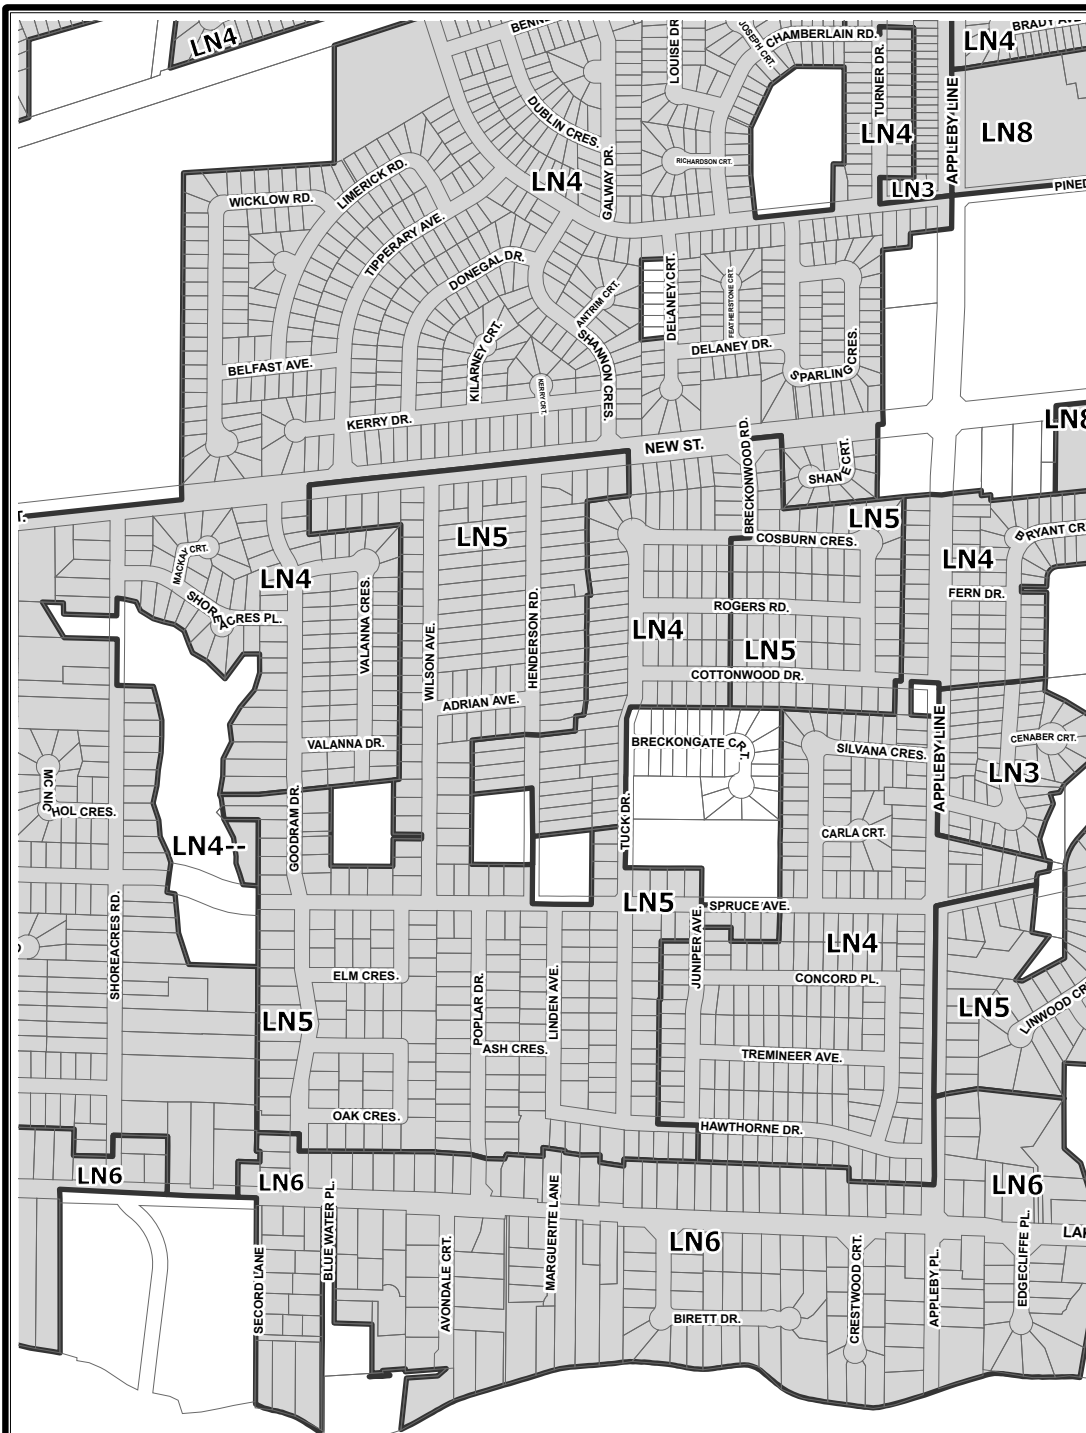 LN4
BENN
LOUISE DR.
JOSEPH CRT.
CHAMBERLAIN RD.
TURNER DR.
LN4
BRADY AVE
LN4
APPLEBY LINE
LN8
DUBLIN CRES.
RICHARDSON CRT.
LN4
GALWAY DR.
LIMERICK RD.
WICKLOW RD.
LN3
PINED
TIPPERARY AVE.
DONEGAL DR.
ANTRIM CRT.
DELANEY CRT.
FEATHERSTONE CRT.
DELANEY DR.
SPARLING CRES.
SHANNON CRES.
KILARNEY CRT.
KERRY CRT.
BELFAST AVE.
KERRY DR.
NEW ST.
BRECKONWOOD RD.
SHANE CRT.
LN8
T.
LN5
LN5
COSBURN CRES.
BRYANT CR
LN4
MACKAY CRT.
LN4
SHOREACRES PL.
VALANNA CRES.
WILSON AVE.
HENDERSON RD.
ROGERS RD.
FERN DR.
LN4
LN5
COTTONWOOD DR.
ADRIAN AVE.
VALANNA DR.
BRECKONGATE CRT.
SILVANA CRES.
APPLEBY LINE
CENABER CRT.
LN3
MC NICHOL CRES.
GOODRAM DR.
TUCK DR.
CARLA CRT.
LN4--
SHOREACRES RD.
LN5
SPRUCE AVE.
JUNIPER AVE.
LN4
ELM CRES.
POPLAR DR.
LINDEN AVE.
CONCORD PL.
LN5
LN5
LINWOOD CR
ASH CRES.
TREMINEER AVE.
OAK CRES.
HAWTHORNE DR.
LN6
LN6
BLUE WATER PL.
MARGUERITE LANE
LN6
LN6
EDGECLIFFE PL.
LAK
SECORD LANE
AVONDALE CRT.
CRESTWOOD CRT.
APPLEBY PL.
BIRETT DR.